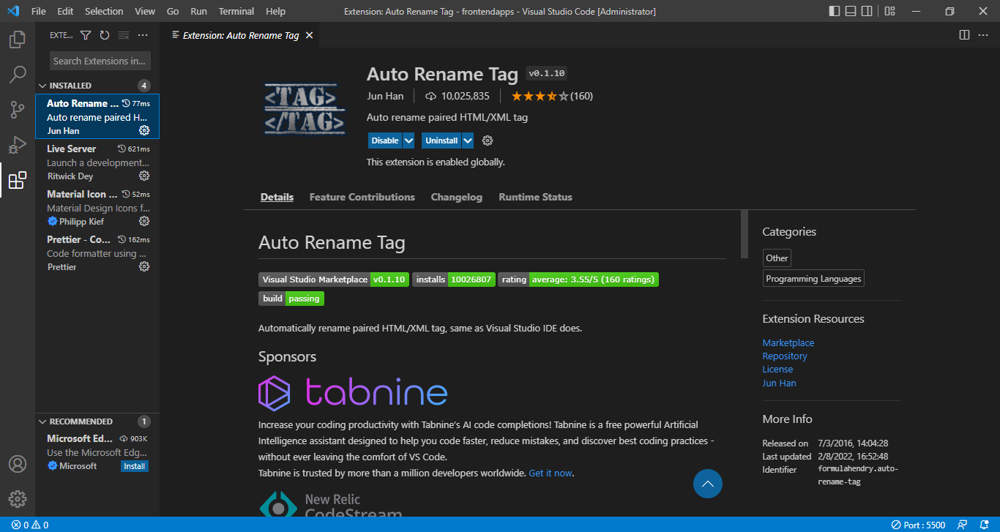 File Edit Selection View Go Run Terminal Help Extension: Auto Rename Tag - frontendapps - Visual Studio Code [Administrator]
EXTE...
Search Extensions in...
INSTALLED 4
Auto Rename ... 77ms
Auto rename paired H...
Jun Han
Live Server 621ms
Launch a development...
Ritwick Dey
Material Icon ... 52ms
Material Design Icons f...
Philipp Kief
Prettier - Co... 162ms
Code formatter using ...
Prettier
RECOMMENDED 1
Microsoft Ed... 903K
Use the Microsoft Edg...
Microsoft Install
Extension: Auto Rename Tag
<TAG>
</TAG>
Auto Rename Tag v0.1.10
Jun Han 10,025,835 (160)
Auto rename paired HTML/XML tag
Disable Uninstall
This extension is enabled globally.
Details Feature Contributions Changelog Runtime Status
Auto Rename Tag
Visual Studio Marketplace v0.1.10 installs 10026807 rating average: 3.55/5 (160 ratings)
build passing
Automatically rename paired HTML/XML tag, same as Visual Studio IDE does.
Sponsors
tabnine
Increase your coding productivity with Tabnine's AI code completions! Tabnine is a free powerful Artificial
Intelligence assistant designed to help you code faster, reduce mistakes, and discover best coding practices -
without ever leaving the comfort of VS Code.
Tabnine is trusted by more than a million developers worldwide. Get it now.
New Relic
CodeStream
Categories
Other
Programming Languages
Extension Resources
Marketplace
Repository
License
Jun Han
More Info
Released on 7/3/2016, 14:04:28
Last updated 2/8/2022, 16:52:48
Identifier formulahendry.auto-
rename-tag
0 0 Port : 5500